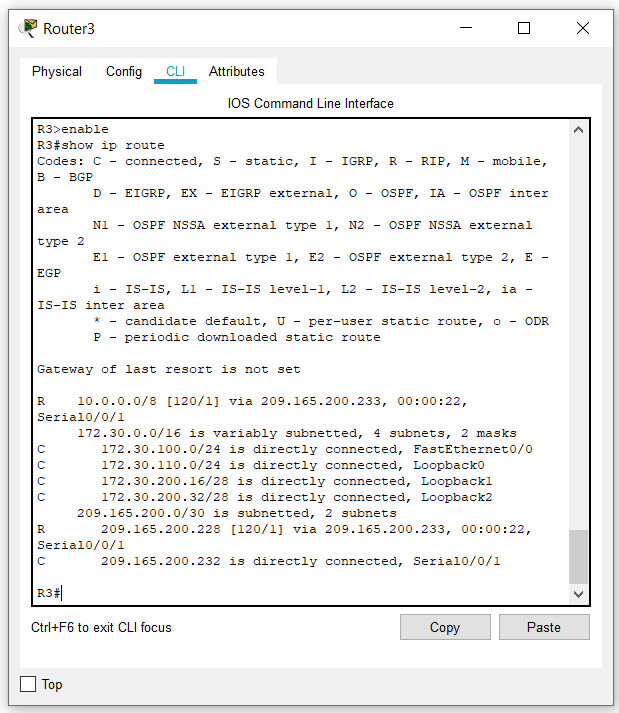 Router3
Physical Config CLI Attributes
IOS Command Line Interface
R3>enable
R3#show ip route
Codes: C - connected, S - static, I - IGRP, R - RIP, M - mobile,
B - BGP
D - EIGRP, EX - EIGRP external, O - OSPF, IA - OSPF inter
area
N1 - OSPF NSSA external type 1, N2 - OSPF NSSA external
type 2
E1 - OSPF external type 1, E2 - OSPF external type 2, E -
EGP
i - IS-IS, L1 - IS-IS level-1, L2 - IS-IS level-2, ia -
IS-IS inter area
* - candidate default, U - per-user static route, o - ODR
P - periodic downloaded static route
Gateway of last resort is not set
R 10.0.0.0/8 [120/1] via 209.165.200.233, 00:00:22,
Serial0/0/1
172.30.0.0/16 is variably subnetted, 4 subnets, 2 masks
C 172.30.100.0/24 is directly connected, FastEthernet0/0
C 172.30.110.0/24 is directly connected, Loopback0
C 172.30.200.16/28 is directly connected, Loopback1
C 172.30.200.32/28 is directly connected, Loopback2
209.165.200.0/30 is subnetted, 2 subnets
R 209.165.200.228 [120/1] via 209.165.200.233, 00:00:22,
Serial0/0/1
C 209.165.200.232 is directly connected, Serial0/0/1
R3#
Ctrl+F6 to exit CLI focus
Copy Paste
Top